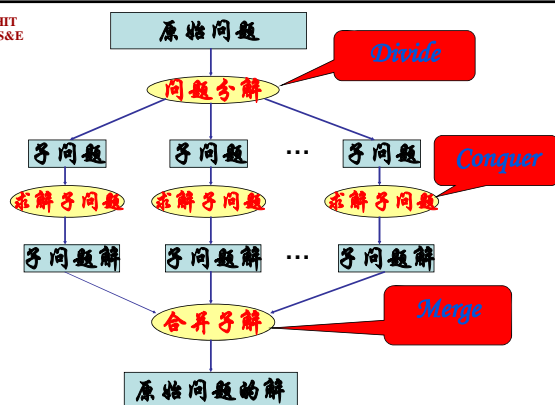 HIT
S&E
原始问题
Divide
问题分解
子问题 子问题 … 子问题
Conquer
求解子问题 求解子问题 求解子问题
子问题解 子问题解 … 子问题解
Merge
合并子解
原始问题的解